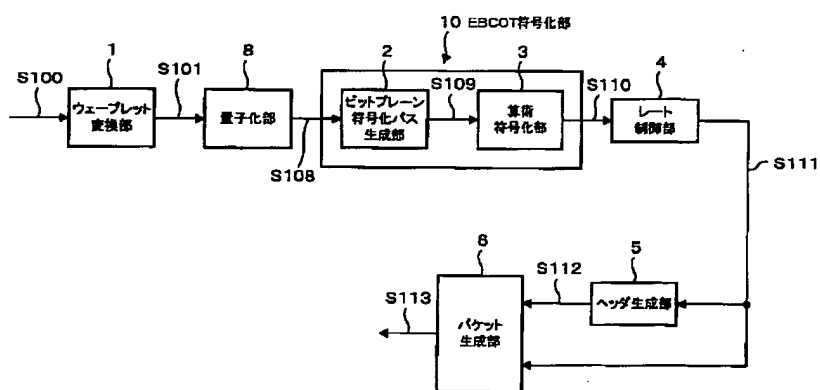 10 EBCOT符号化部
1
8
2
3
4
S100
S101
S109
S110
ウェーブレット
変換部
量子化部
ビットプレーン
符号化パス
生成部
算術
符号化部
レート
制御部
S108
S111
6
5
S112
S113
ヘッダ生成部
パケット
生成部